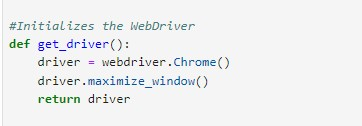 #Initializes the WebDriver
def get_driver():
    driver = webdriver.Chrome()
    driver.maximize_window()
    return driver